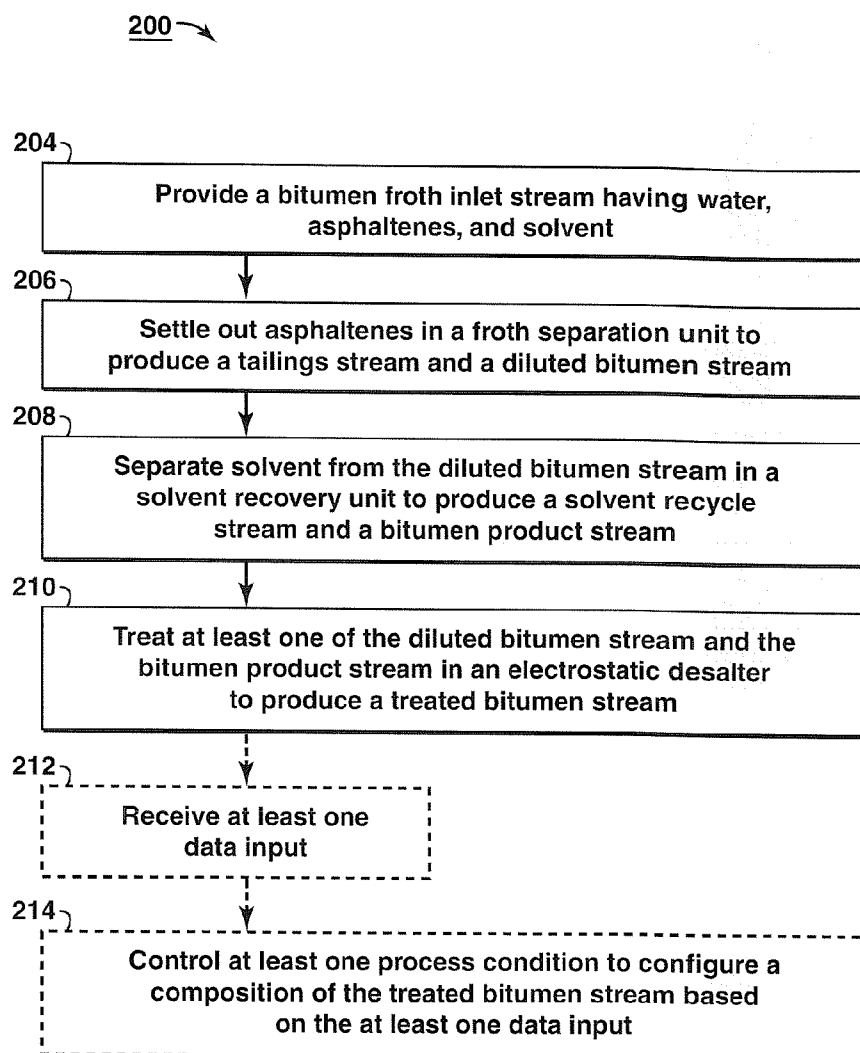 200
204
Provide a bitumen froth inlet stream having water,
asphaltenes, and solvent
206
Settle out asphaltenes in a froth separation unit to
produce a tailings stream and a diluted bitumen stream
208
Separate solvent from the diluted bitumen stream in a
solvent recovery unit to produce a solvent recycle
stream and a bitumen product stream
210
Treat at least one of the diluted bitumen stream and the
bitumen product stream in an electrostatic desalter
to produce a treated bitumen stream
212
Receive at least one
data input
214
Control at least one process condition to configure a
composition of the treated bitumen stream based
on the at least one data input